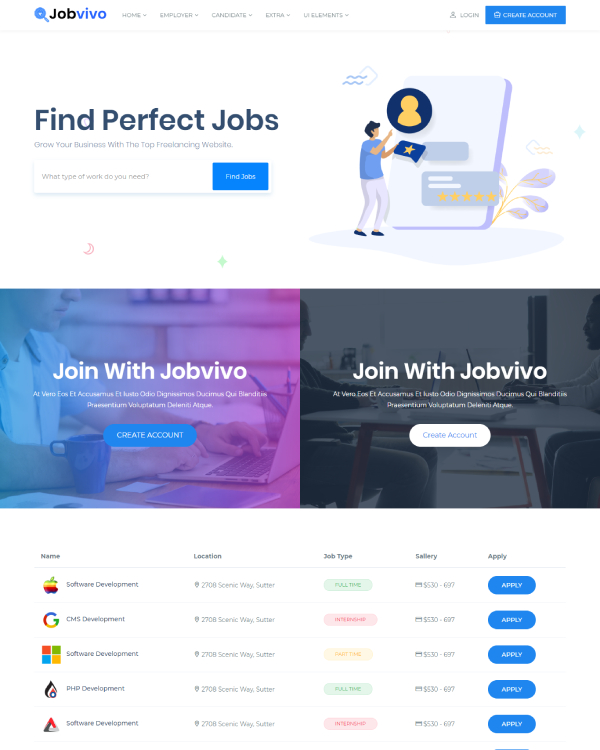 Jobvivo
HOME EMPLOYER CANDIDATE EXTRA UI ELEMENTS LOGIN CREATE ACCOUNT
Find Perfect Jobs
Grow Your Business With The Top Freelancing Website.
What type of work do you need? Find Jobs
Join With Jobvivo
At Vero Eos Et Accusamus Et Iusto Odio Dignissimos Ducimus Qui Blanditiis
Praesentium Voluptatum Deleniti Atque.
CREATE ACCOUNT
Join With Jobvivo
At Vero Eos Et Accusamus Et Iusto Odio Dignissimos Ducimus Qui Blanditiis
Praesentium Voluptatum Deleniti Atque.
Create Account
Name Location Job Type Sallery Apply
Software Development 2708 Scenic Way, Sutter FULL TIME $530 - 697 APPLY
CMS Development 2708 Scenic Way, Sutter INTERNSHIP $530 - 697 APPLY
Software Development 2708 Scenic Way, Sutter PART TIME $530 - 697 APPLY
PHP Development 2708 Scenic Way, Sutter FULL TIME $530 - 697 APPLY
Software Development 2708 Scenic Way, Sutter INTERNSHIP $530 - 697 APPLY